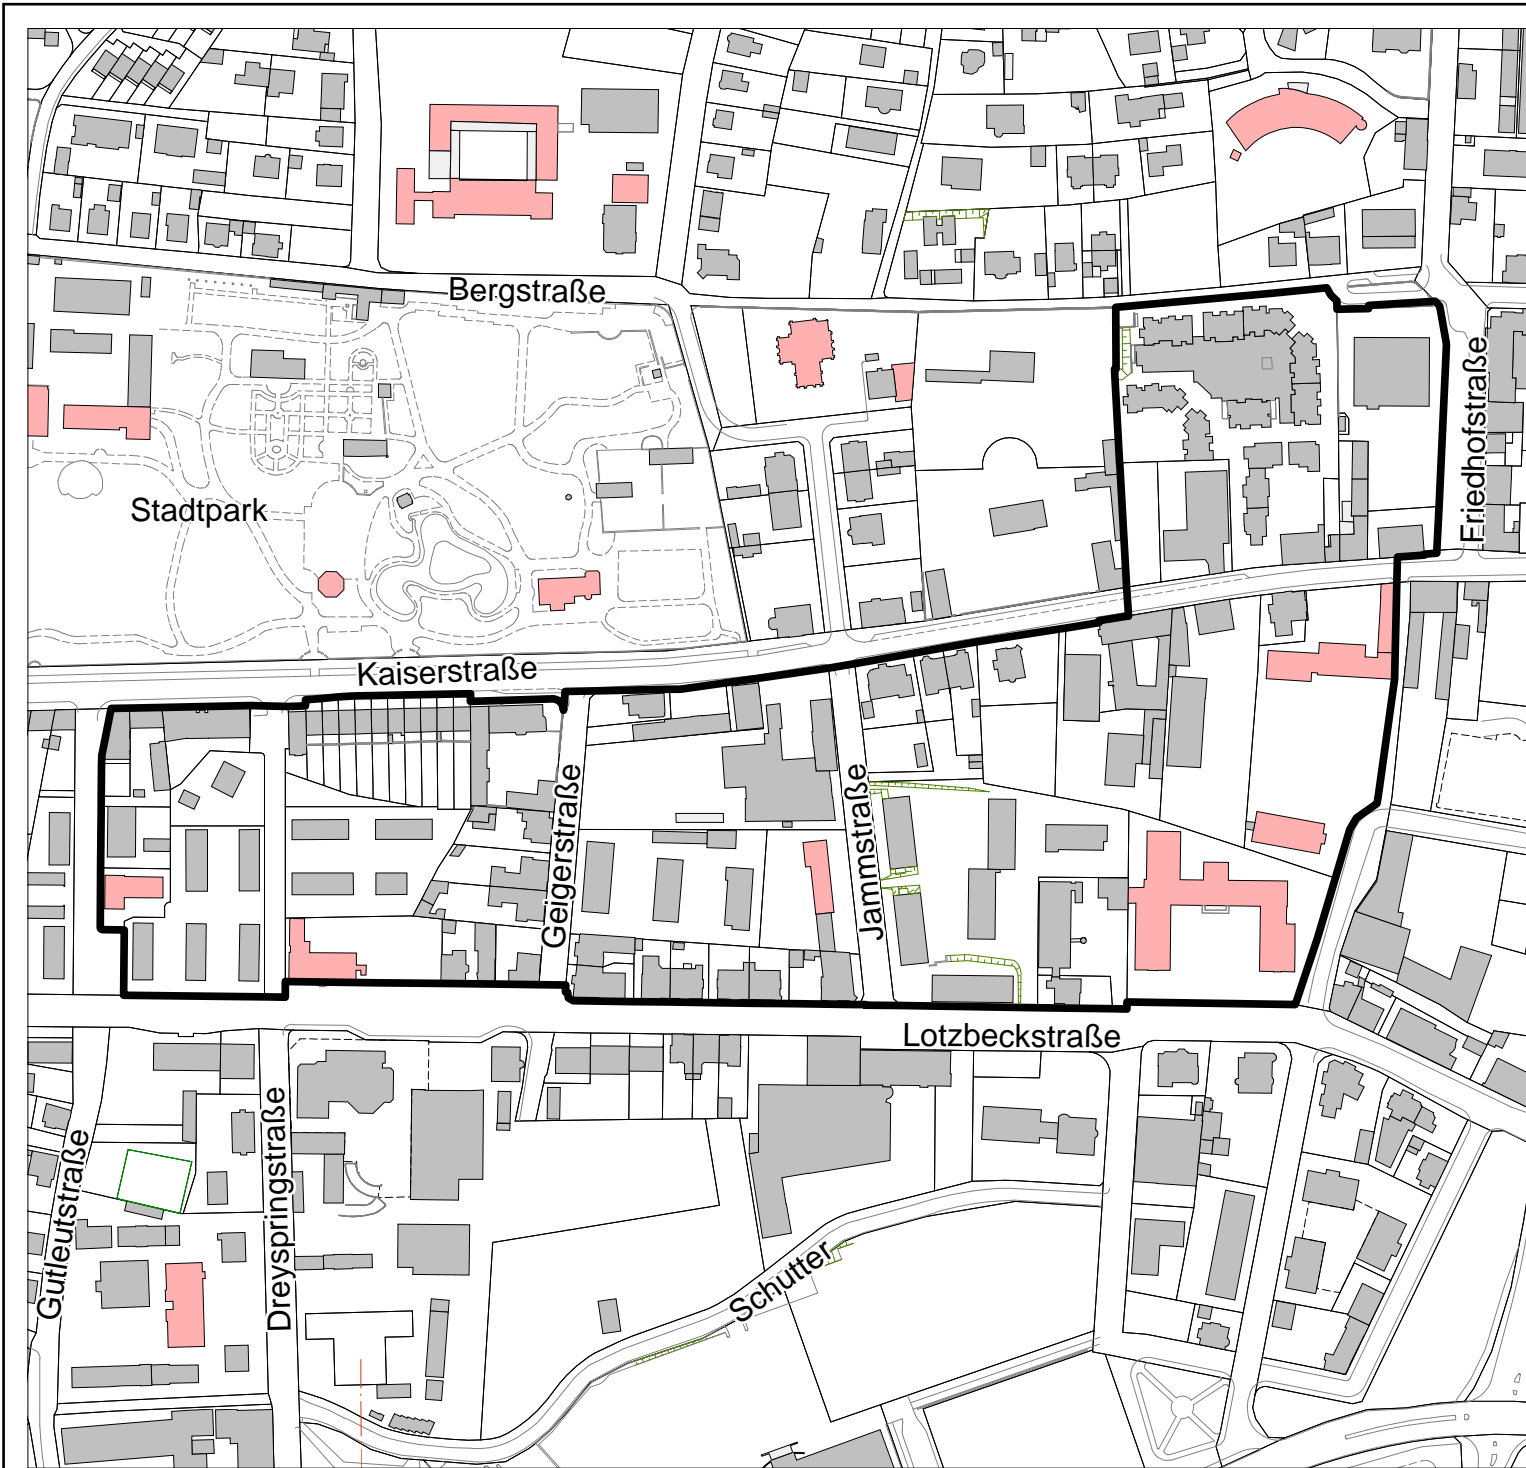 Bergstraße
Friedhofstraße
Stadtpark
Kaiserstraße
Geigerstraße
Jammstraße
Lotzbeckstraße
Gutleutstraße
Dreyspringstraße
Schutter